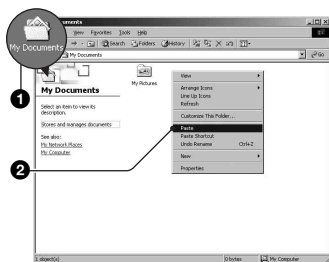 My Documents
View Favorites Tools Help
Search Folders History
My Documents
Go
My Documents
Select an item to view its
description.
Stores and manages documents
See also:
My Network Places
My Computer
My Pictures
View
Arrange Icons
Line Up Icons
Refresh
Customize This Folder...
Paste
Paste Shortcut
Undo Rename Ctrl+Z
New
Properties
1
2
1 object(s) 0 bytes My Computer